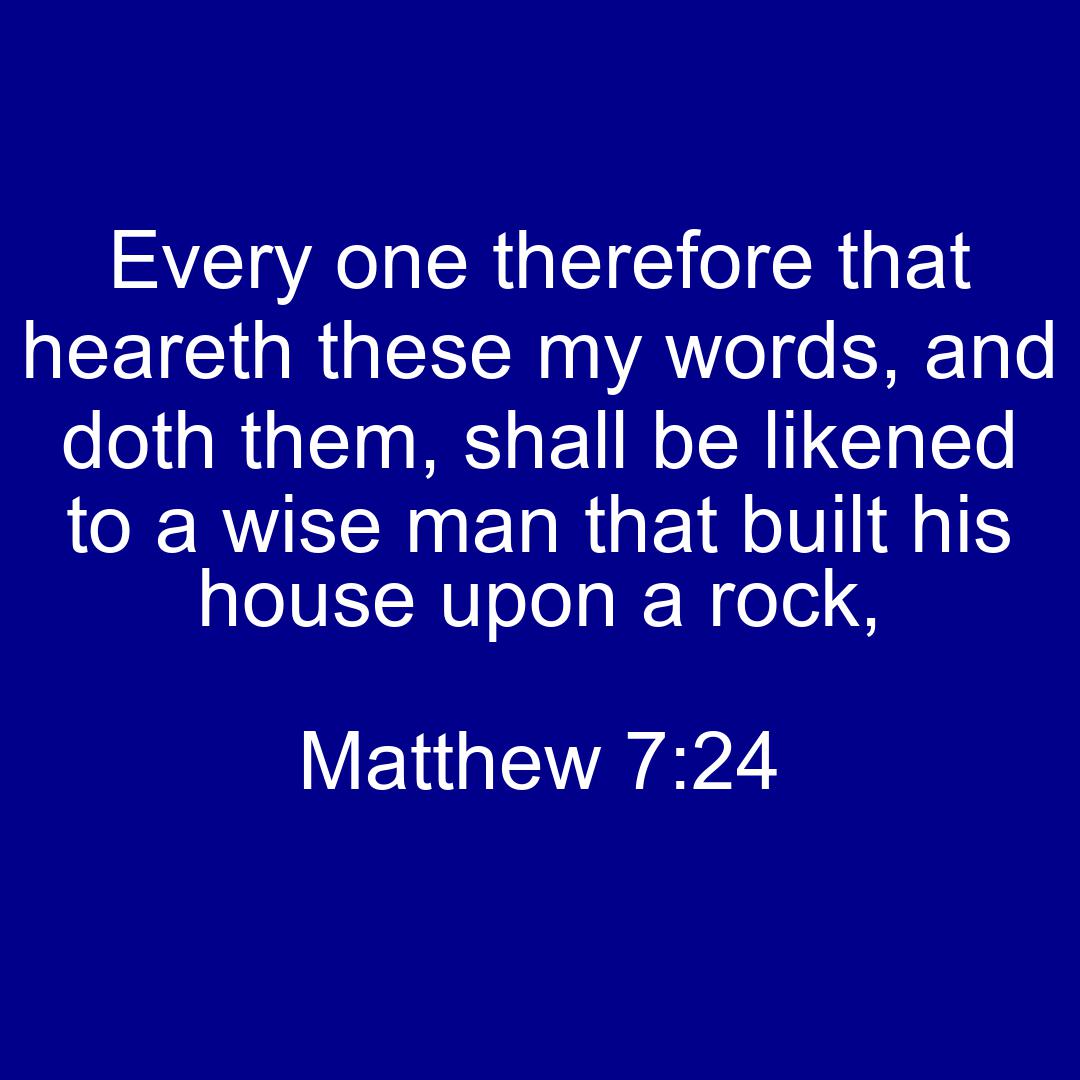 Every one therefore that
heareth these my words, and
doth them, shall be likened
to a wise man that built his
house upon a rock,
Matthew 7:24